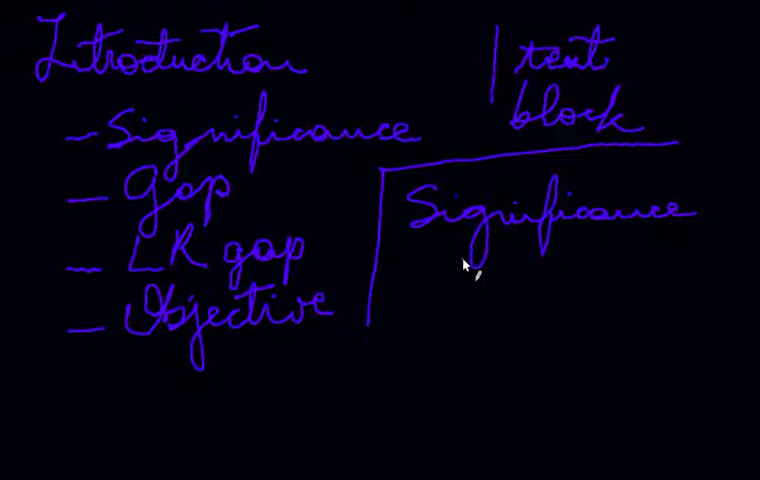 Introduction
- Significance
- Gap
- LR gap
- Objective
text
block
Significance